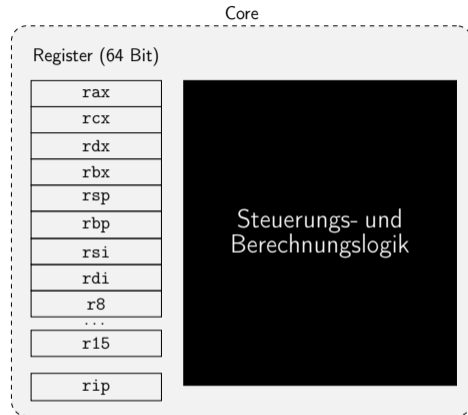 Core
Register (64 Bit)
rax
rcx
rdx
rbx
rsp
rbp
rsi
rdi
r8
...
r15
rip
Steuerungs- und
Berechnungslogik